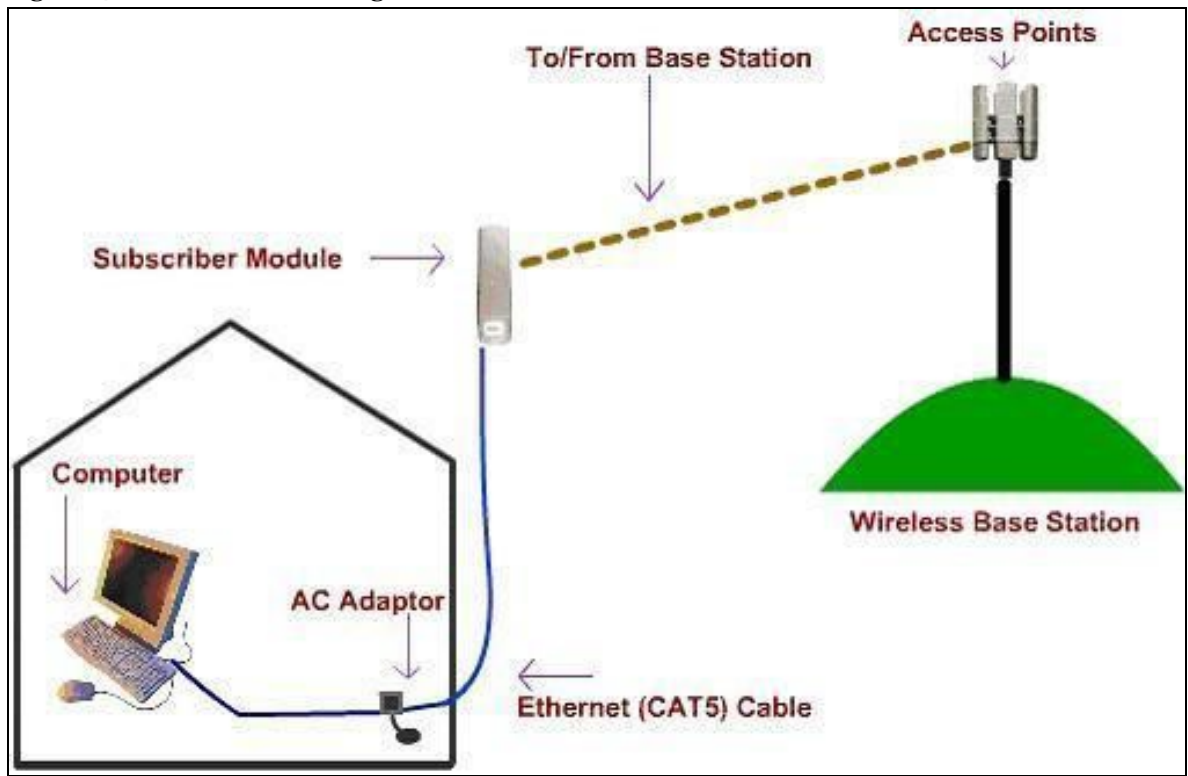 Access Points
To/From Base Station
Subscriber Module
Computer
Wireless Base Station
AC Adaptor
Ethernet (CAT5) Cable